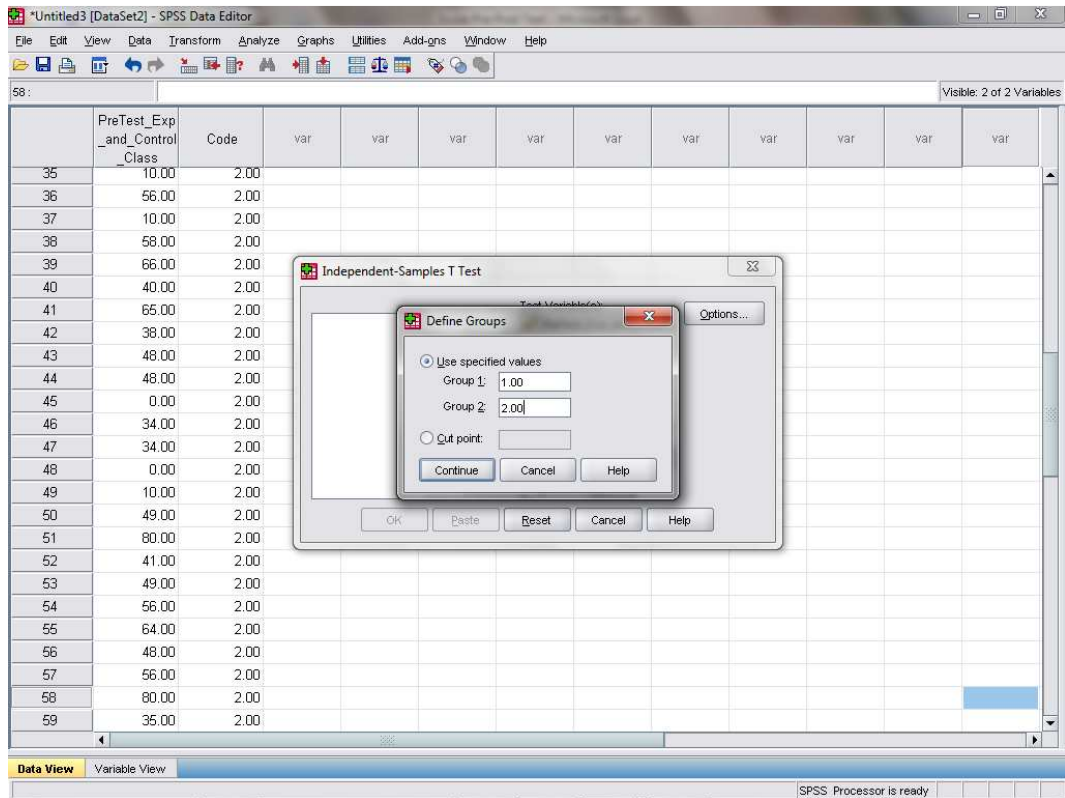 *Untitled3 [DataSet2] - SPSS Data Editor
File Edit View Data Transform Analyze Graphs Utilities Add-ons Window Help
58 :
Visible: 2 of 2 Variables
PreTest_Exp_and_Control_Class Code var var var var var var var var var var
35 10.00 2.00
36 56.00 2.00
37 10.00 2.00
38 58.00 2.00
39 66.00 2.00
40 40.00 2.00
41 65.00 2.00
42 38.00 2.00
43 48.00 2.00
44 48.00 2.00
45 0.00 2.00
46 34.00 2.00
47 34.00 2.00
48 0.00 2.00
49 10.00 2.00
50 49.00 2.00
51 80.00 2.00
52 41.00 2.00
53 49.00 2.00
54 56.00 2.00
55 64.00 2.00
56 48.00 2.00
57 56.00 2.00
58 80.00 2.00
59 35.00 2.00
Independent-Samples T Test
Test Variable(s):
Options...
Define Groups
Use specified values
Group 1: 1.00
Group 2: 2.00
Cut point:
Continue Cancel Help
OK Paste Reset Cancel Help
Data View Variable View
SPSS Processor is ready